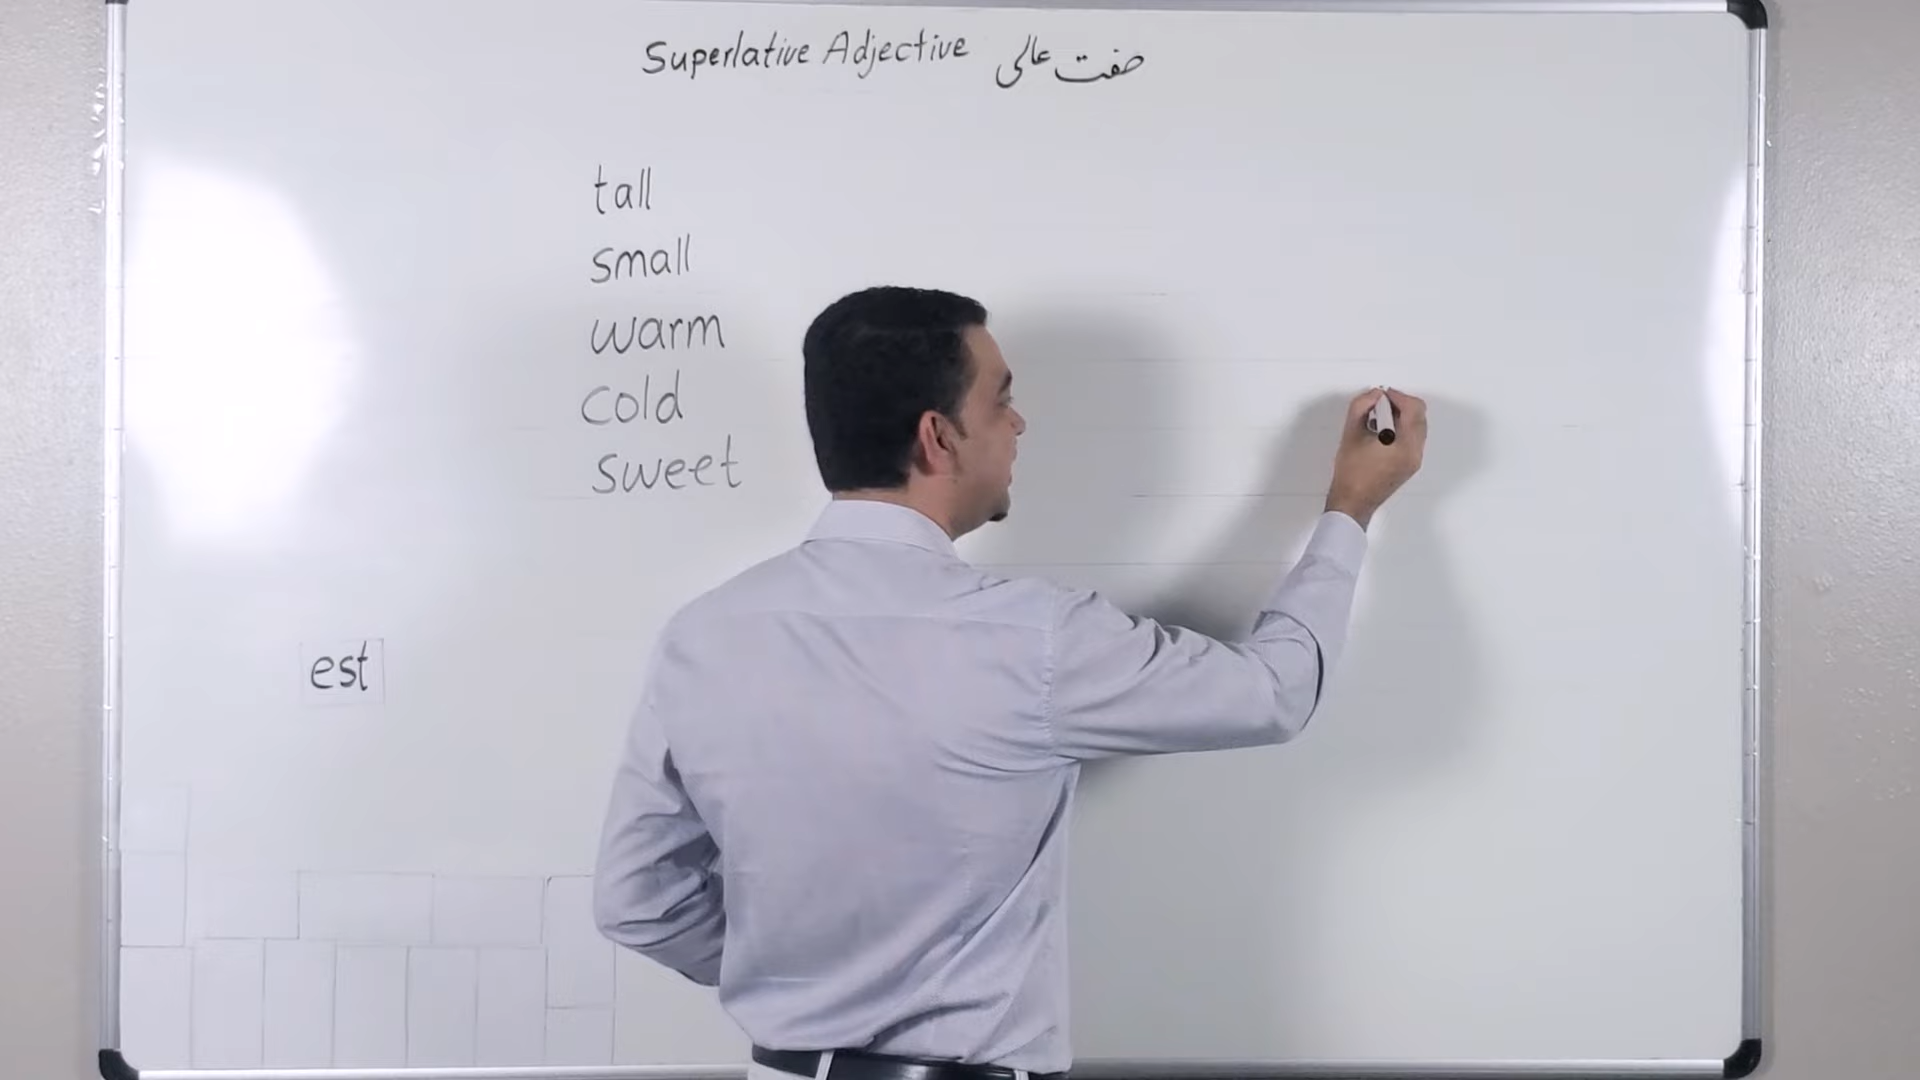 Superlative Adjective صفت عالی
tall
small
warm
cold
sweet
est